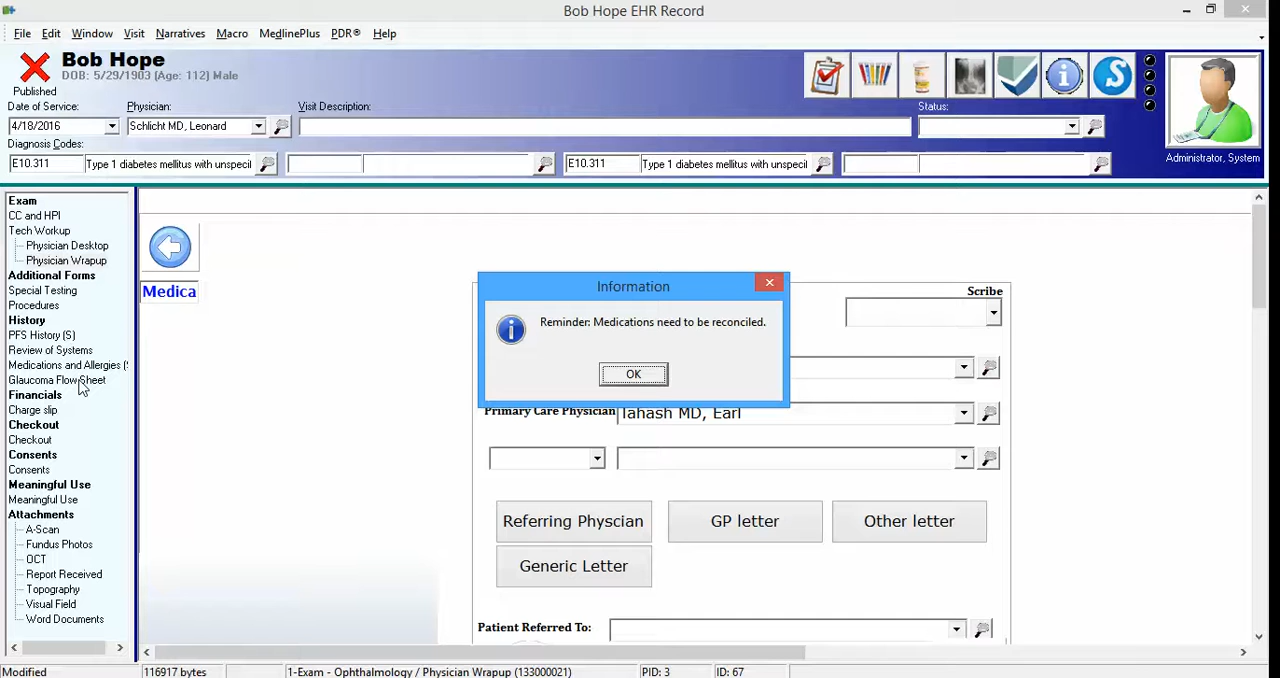 Bob Hope EHR Record
File Edit Window Visit Narratives Macro MedlinePlus PDR® Help
Bob Hope
DOB: 5/29/1903 (Age: 112) Male
Published
Date of Service: Physician: Visit Description: Status:
4/18/2016 Schlicht MD, Leonard
Diagnosis Codes:
E10.311 Type 1 diabetes mellitus with unspecil E10.311 Type 1 diabetes mellitus with unspecil
Administrator, System
Exam
CC and HPI
Tech Workup
Physician Desktop
Physician Wrapup
Additional Forms
Special Testing
Procedures
History
PFS History (S)
Review of Systems
Medications and Allergies (
Glaucoma Flow Sheet
Financials
Charge slip
Checkout
Checkout
Consents
Consents
Meaningful Use
Meaningful Use
Attachments
A-Scan
Fundus Photos
OCT
Report Received
Topography
Visual Field
Word Documents
Medica
Information
Reminder: Medications need to be reconciled.
OK
Scribe
Primary Care Physician Tahash MD, Earl
Referring Physcian GP letter Other letter
Generic Letter
Patient Referred To:
Modified 116917 bytes 1-Exam - Ophthalmology / Physician Wrapup (133000021) PID: 3 ID: 67